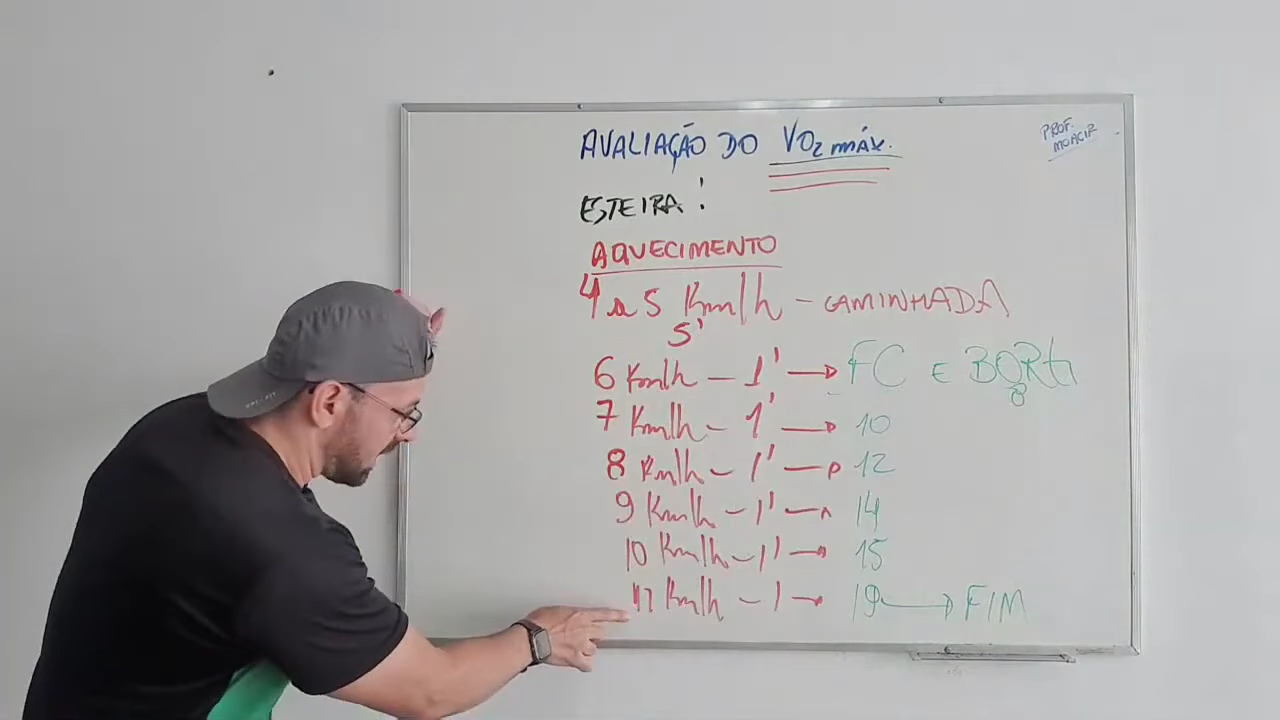 AVALIAÇÃO DO VO2 MÁX.
PROF. MOACIR
ESTEIRA!
AQUECIMENTO
4 a 5 Km/h - CAMINHADA
5'
6 Km/h - 1' → FC E BORG
8
7 Km/h - 1' → 10
8 Km/h - 1' → 12
9 Km/h - 1' → 14
10 Km/h - 1' → 15
11 Km/h - 1 → 19 → FIM